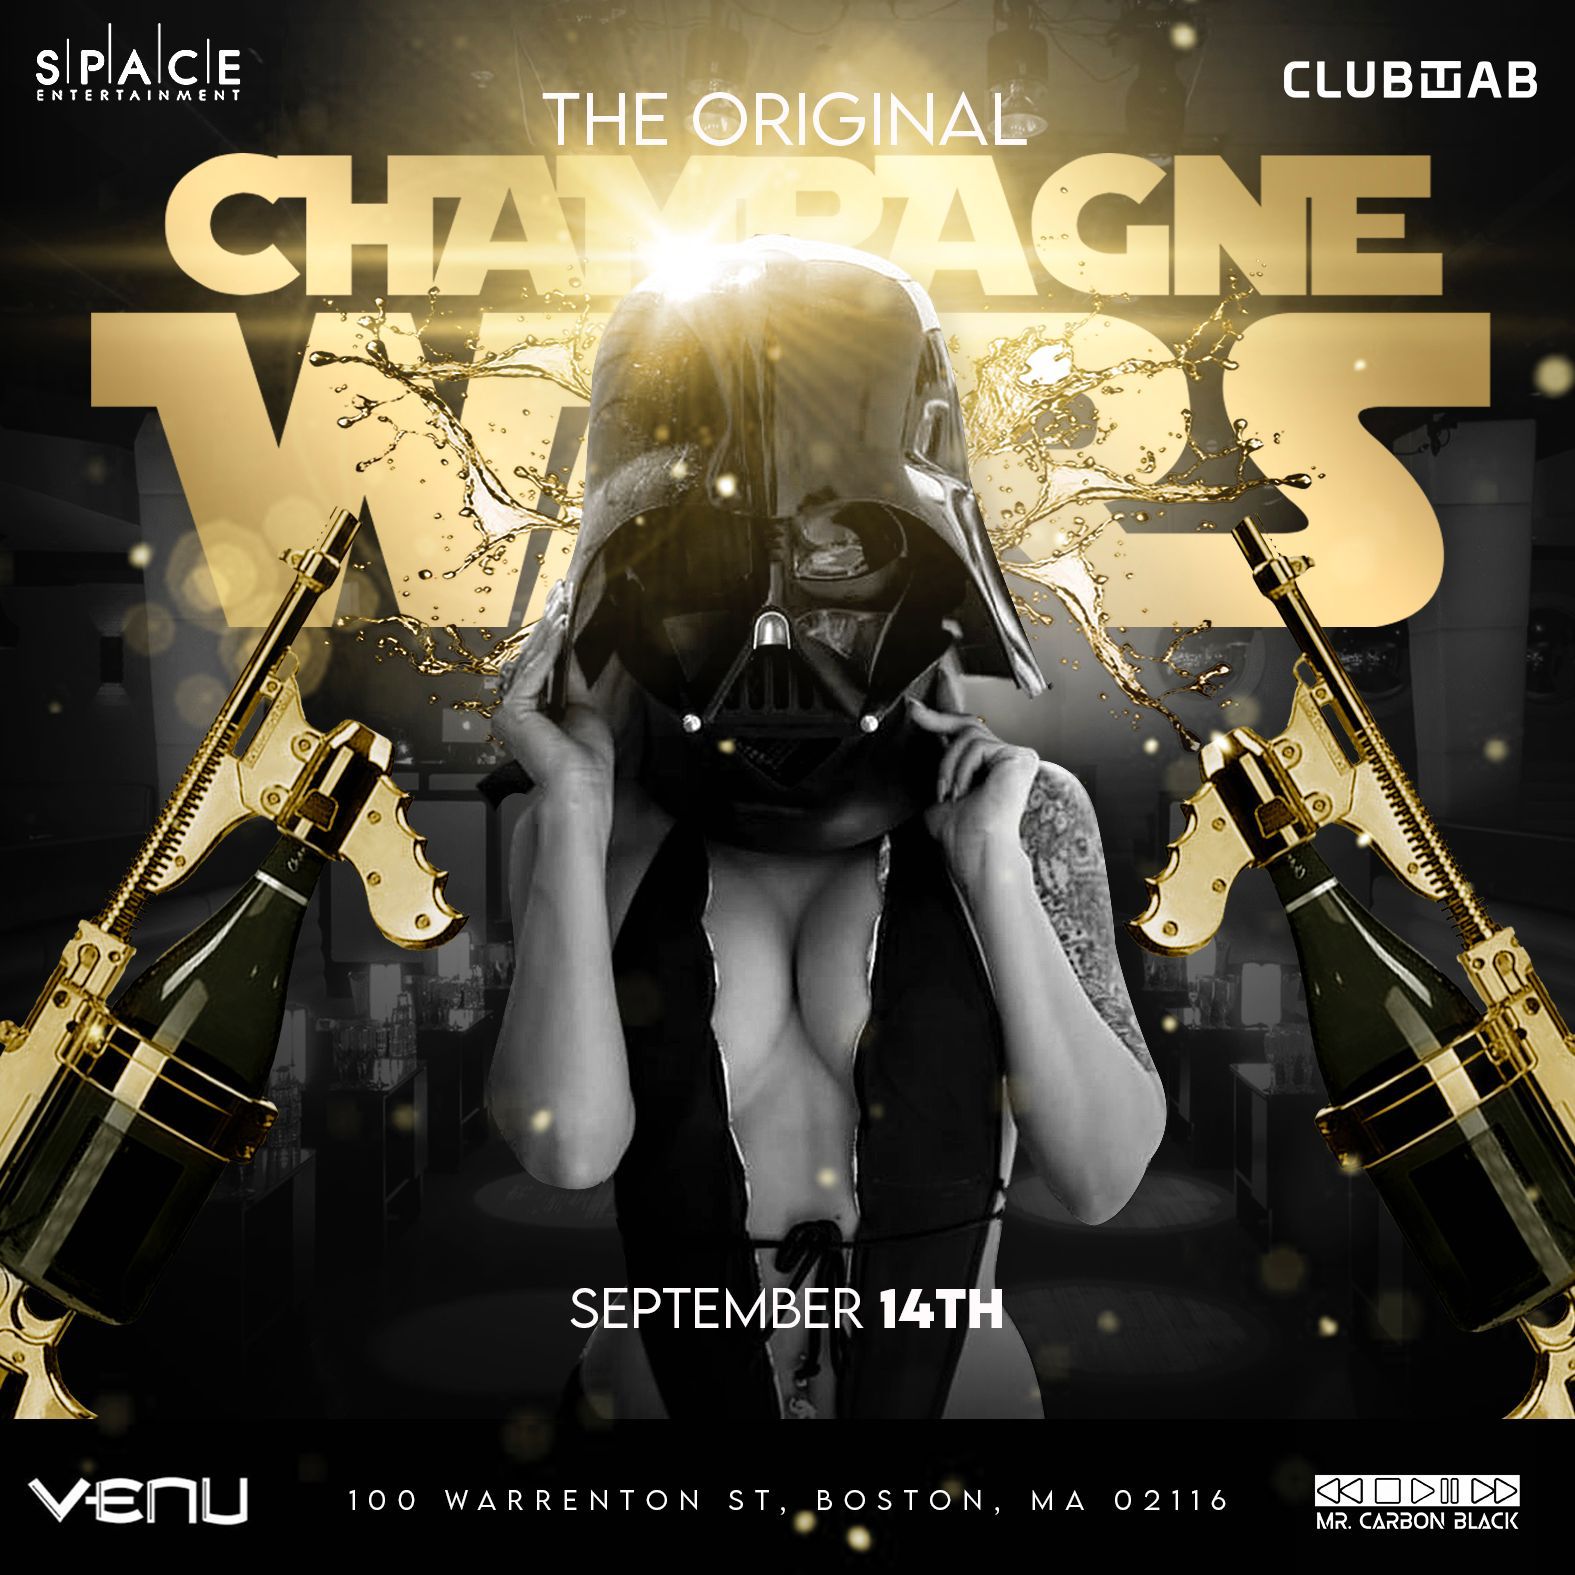 SPACE
ENTERTAINMENT
CLUBTAB
THE ORIGINAL
CHAMPAGNE
WARS
SEPTEMBER 14TH
VENU
100 WARRENTON ST, BOSTON, MA 02116
MR. CARBON BLACK